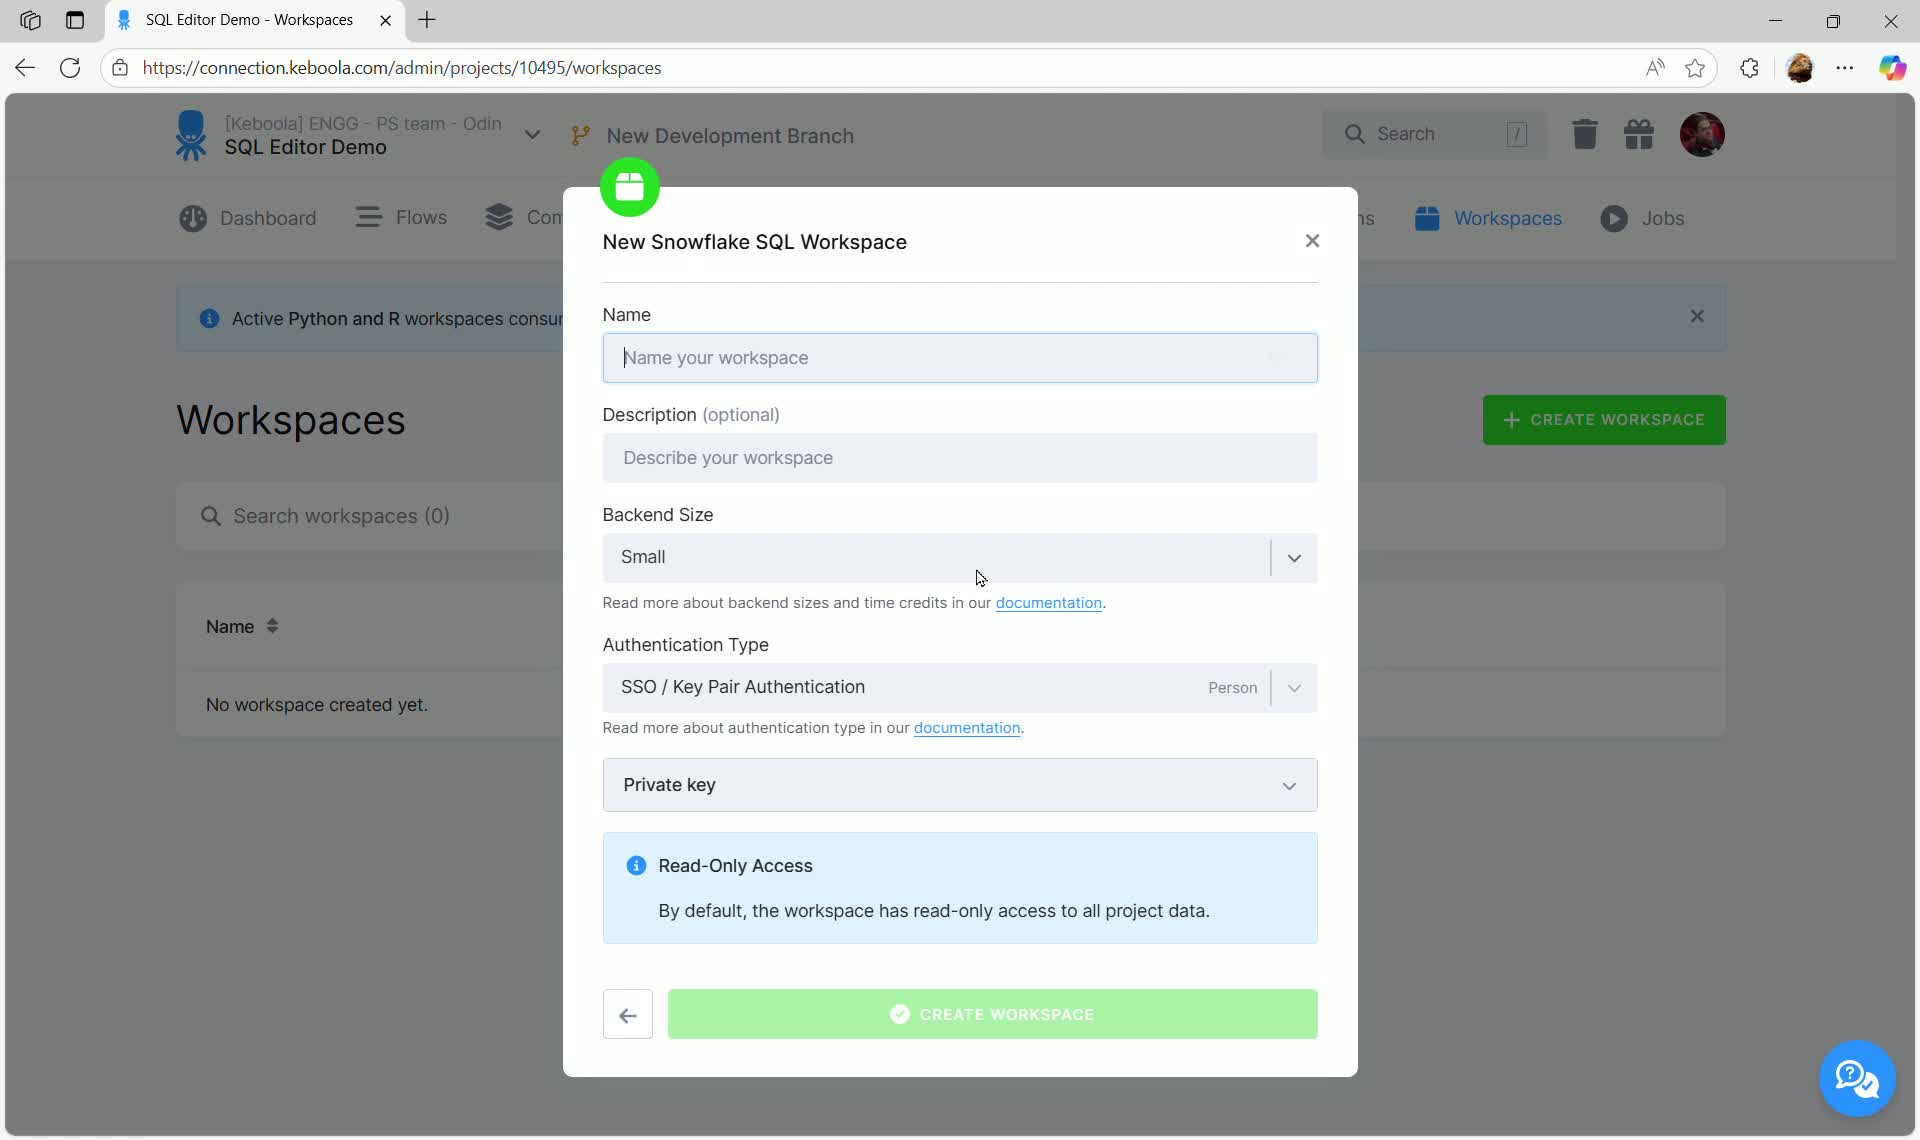 SQL Editor Demo - Workspaces
https://connection.keboola.com/admin/projects/10495/workspaces
[Keboola] ENGG - PS team - Odin
SQL Editor Demo
New Development Branch
Search /
Dashboard
Flows
Workspaces
Jobs
Active Python and R workspaces
Workspaces
CREATE WORKSPACE
Search workspaces (0)
Name
No workspace created yet.
New Snowflake SQL Workspace
Name
Name your workspace
Description (optional)
Describe your workspace
Backend Size
Small
Read more about backend sizes and time credits in our documentation.
Authentication Type
SSO / Key Pair Authentication Person
Read more about authentication type in our documentation.
Private key
Read-Only Access
By default, the workspace has read-only access to all project data.
CREATE WORKSPACE